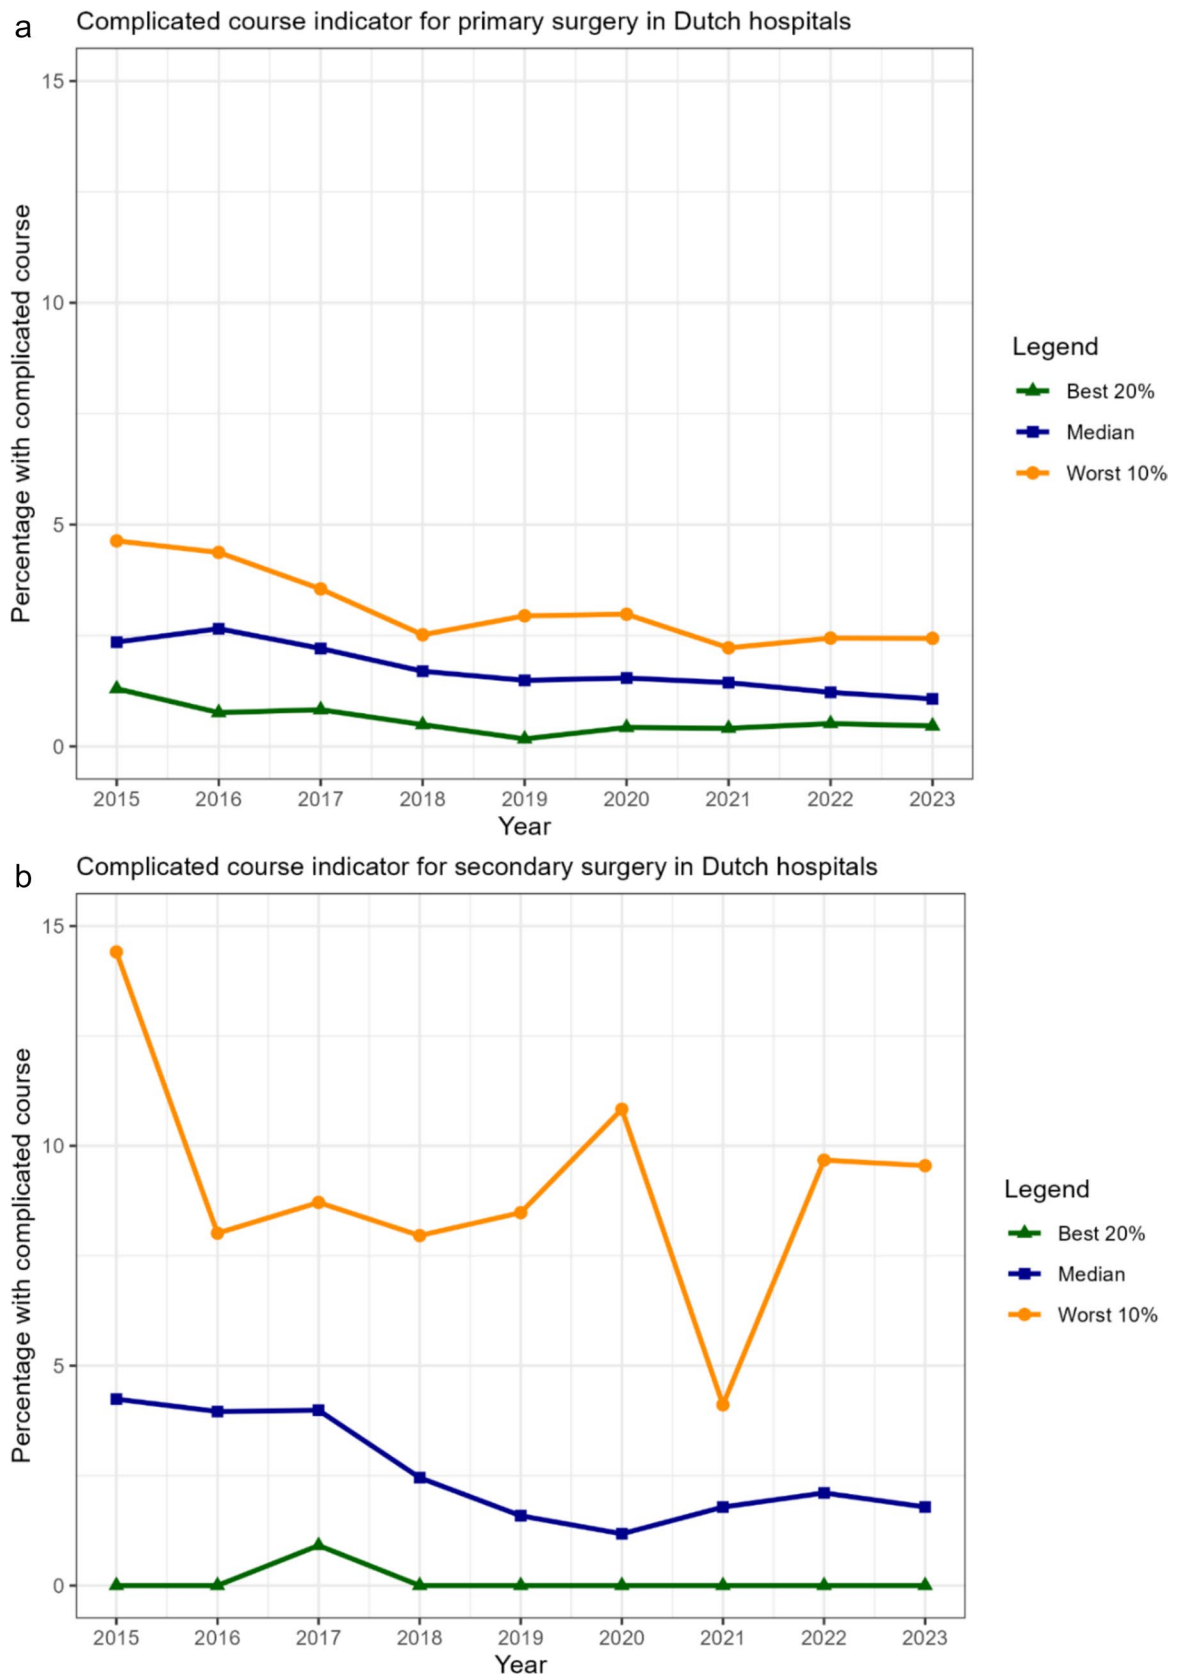 a
Complicated course indicator for primary surgery in Dutch hospitals
Percentage with complicated course
15
10
5
0
2015 2016 2017 2018 2019 2020 2021 2022 2023
Year
Legend
Best 20%
Median
Worst 10%
b
Complicated course indicator for secondary surgery in Dutch hospitals
Percentage with complicated course
15
10
5
0
2015 2016 2017 2018 2019 2020 2021 2022 2023
Year
Legend
Best 20%
Median
Worst 10%